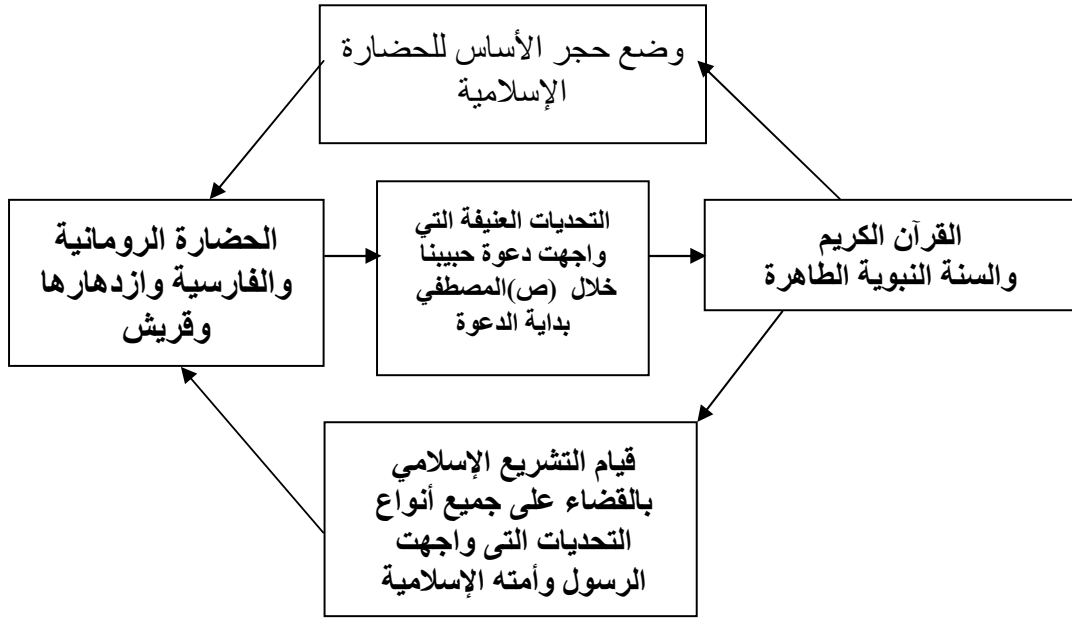 وضع حجر الأساس للحضارة
الإسلامية
القرآن الكريم
والسنة النبوية الطاهرة
التحديات العنيفة التي
واجهت دعوة حبيبنا
المصطفي(ص) خلال
بداية الدعوة
الحضارة الرومانية
والفارسية وازدهارها
وقريش
قيام التشريع الإسلامي
بالقضاء على جميع أنواع
التحديات التى واجهت
الرسول وأمته الإسلامية